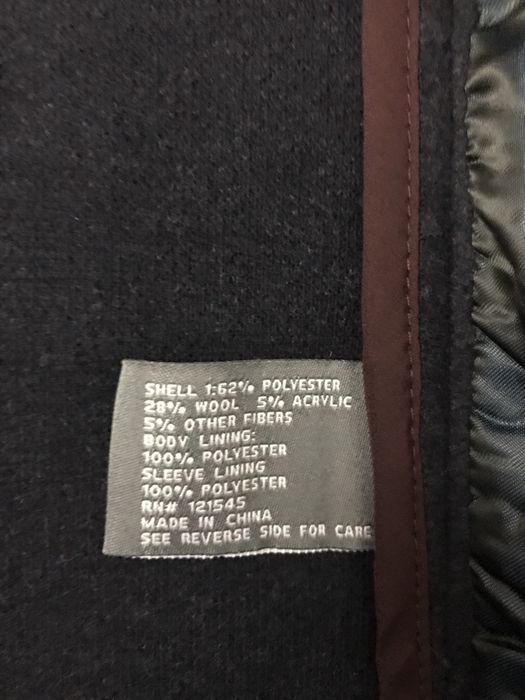 SHELL 1:62% POLYESTER
28% WOOL 5% ACRYLIC
5% OTHER FIBERS
BODY LINING:
100% POLYESTER
SLEEVE LINING
100% POLYESTER
RN# 121545
MADE IN CHINA
SEE REVERSE SIDE FOR CARE